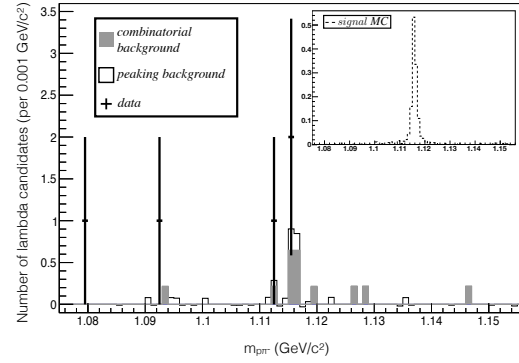 Number of lambda candidates (per 0.001 GeV/c²)
3.5
3
2.5
2
1.5
1
0.5
0
combinatorial
background
peaking background
data
signal MC
0.5
0.4
0.3
0.2
0.1
0
1.08 1.09 1.1 1.11 1.12 1.13 1.14 1.15
1.08 1.09 1.1 1.11 1.12 1.13 1.14 1.15
mpπ⁻ (GeV/c²)